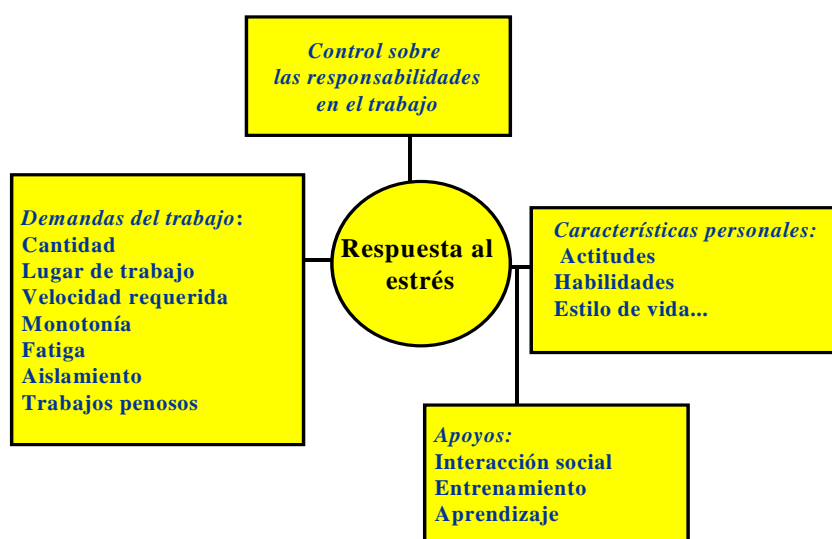 Control sobre
las responsabilidades
en el trabajo
Demandas del trabajo:
Cantidad
Lugar de trabajo
Velocidad requerida
Monotonía
Fatiga
Aislamiento
Trabajos penosos
Respuesta al
estrés
Características personales:
Actitudes
Habilidades
Estilo de vida...
Apoyos:
Interacción social
Entrenamiento
Aprendizaje